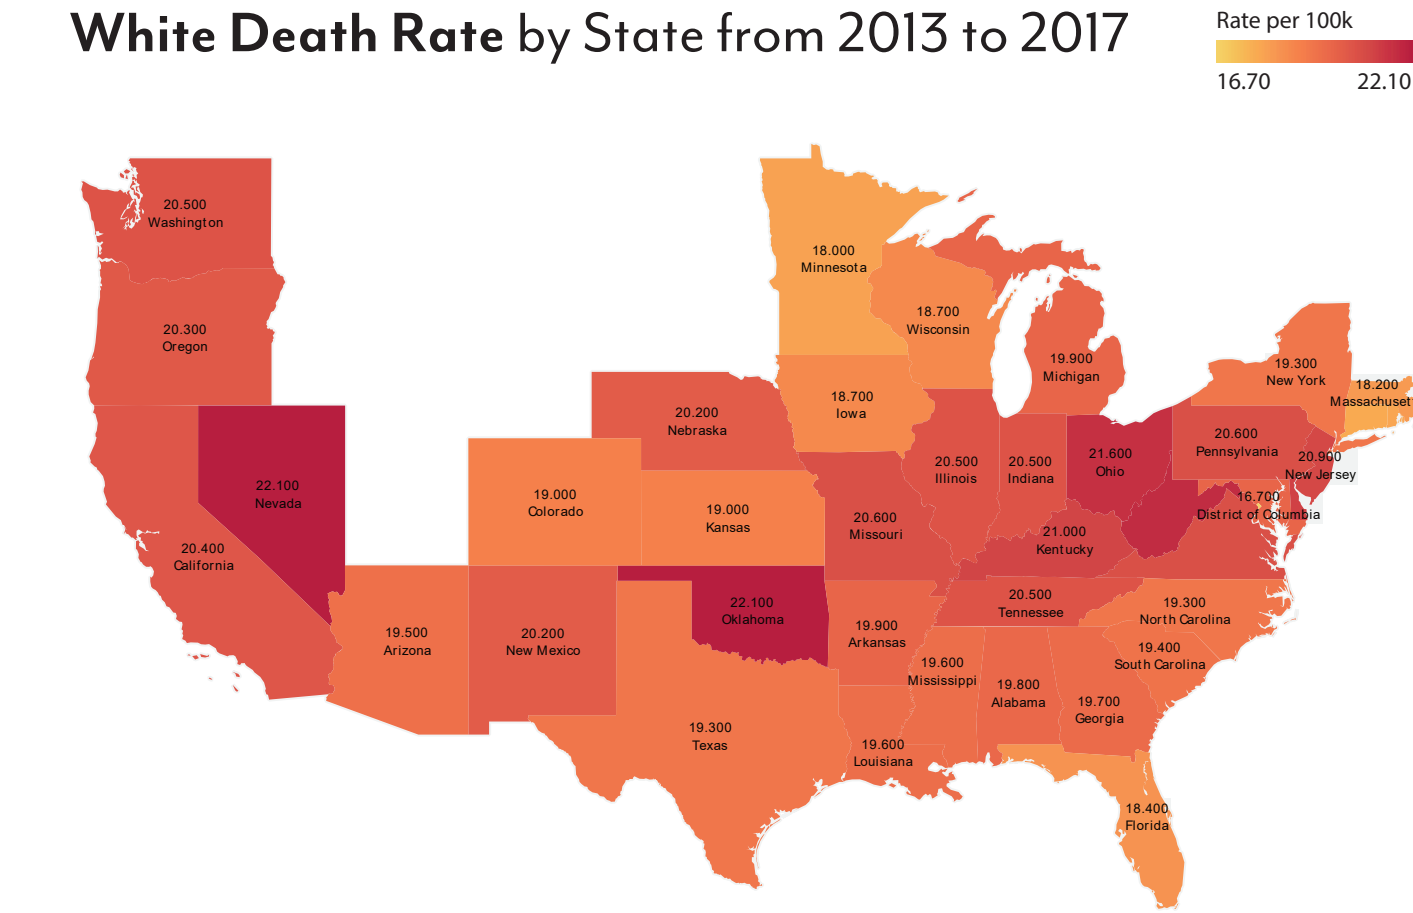 White Death Rate by State from 2013 to 2017
Rate per 100k
16.70 22.10
20.500
Washington
20.300
Oregon
22.100
Nevada
20.400
California
19.500
Arizona
19.000
Colorado
20.200
New Mexico
20.200
Nebraska
19.000
Kansas
22.100
Oklahoma
19.300
Texas
18.000
Minnesota
18.700
Iowa
20.600
Missouri
19.900
Arkansas
19.600
Louisiana
18.700
Wisconsin
20.500
Illinois
19.600
Mississippi
19.900
Michigan
20.500
Indiana
21.600
Ohio
21.000
Kentucky
20.500
Tennessee
19.800
Alabama
19.700
Georgia
18.400
Florida
19.400
South Carolina
19.300
North Carolina
16.700
District of Columbia
20.600
Pennsylvania
20.900
New Jersey
19.300
New York
18.200
Massachuset